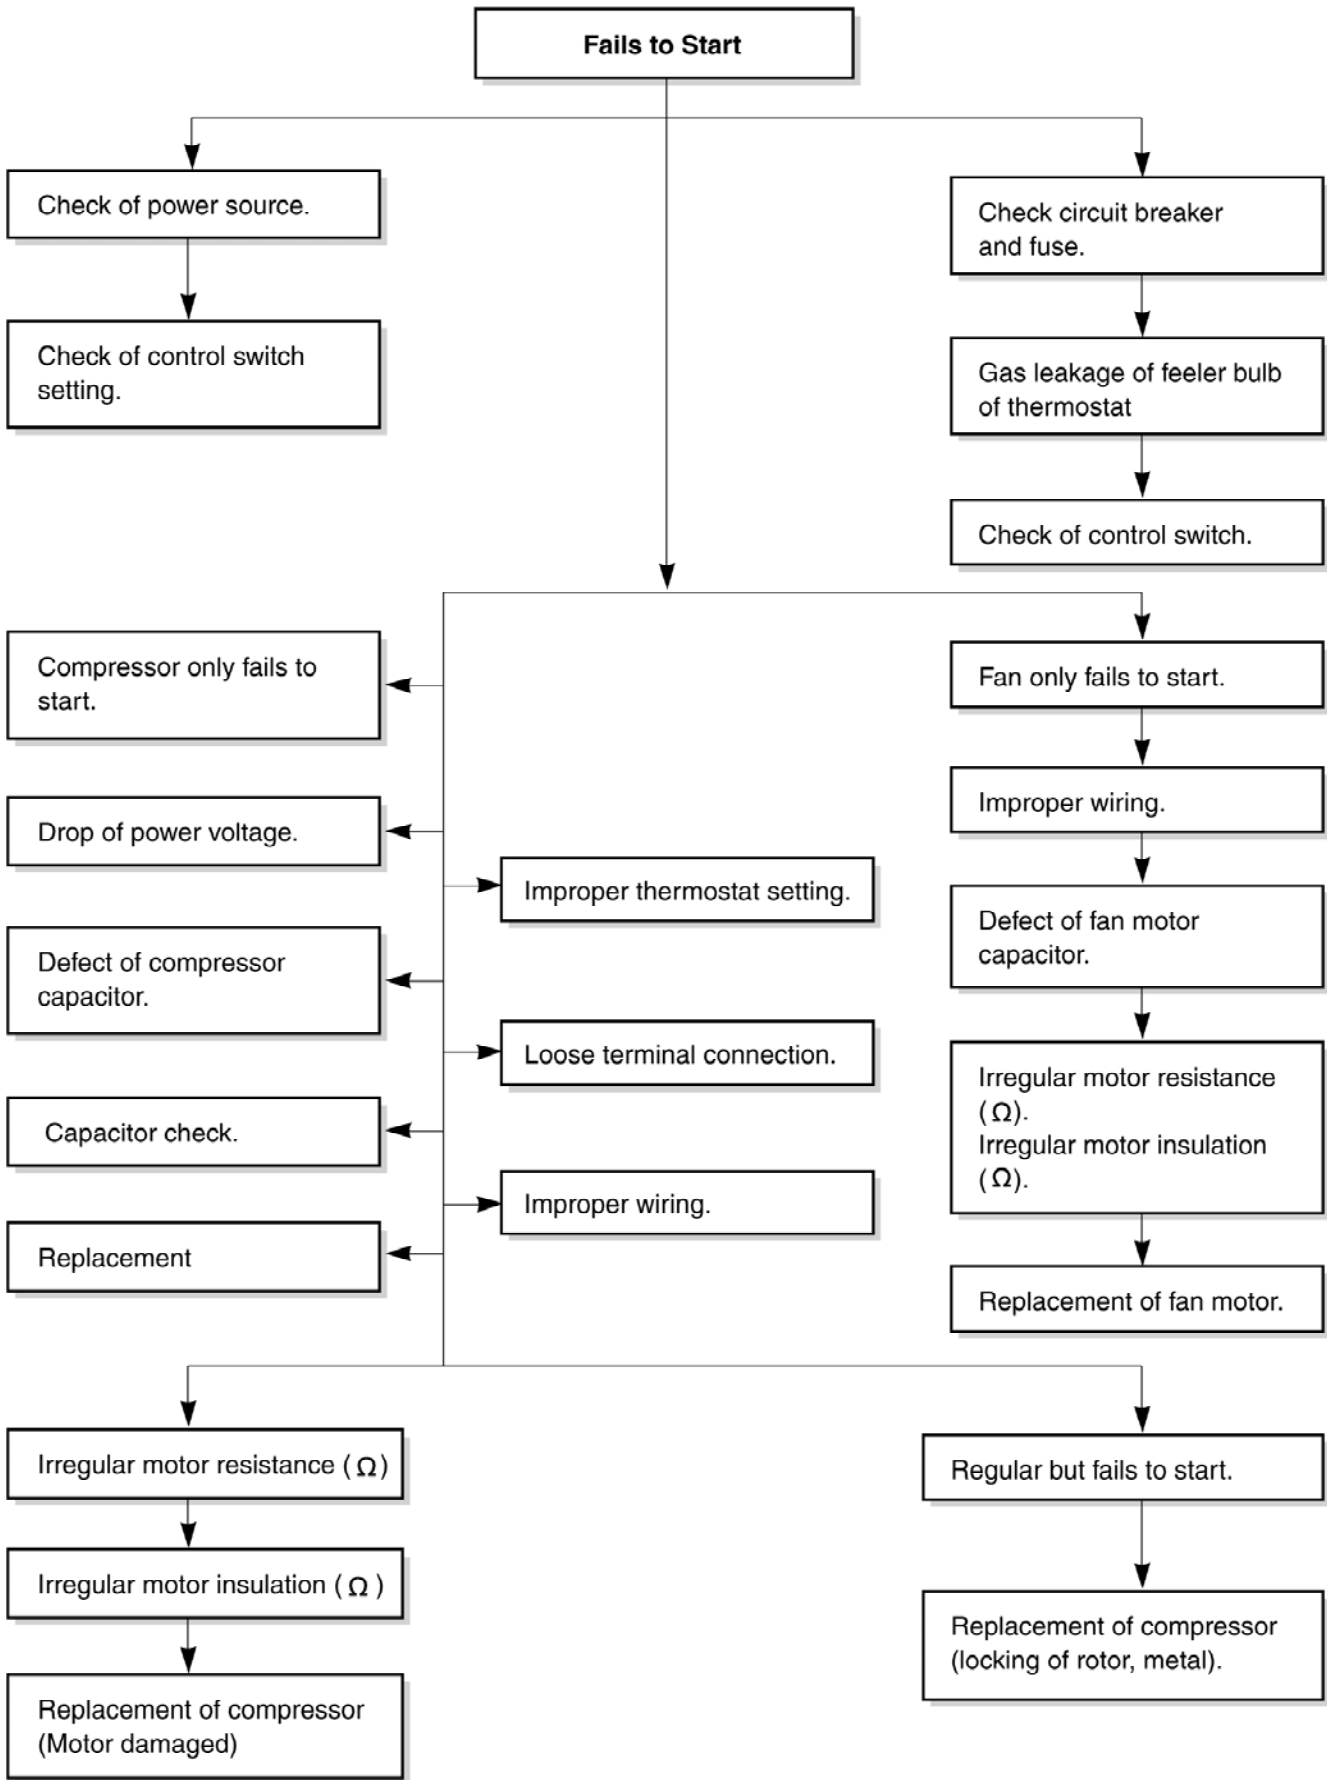 Fails to Start
Check of power source.
Check circuit breaker
and fuse.
Check of control switch
setting.
Gas leakage of feeler bulb
of thermostat
Check of control switch.
Compressor only fails to
start.
Fan only fails to start.
Drop of power voltage.
Improper wiring.
Improper thermostat setting.
Defect of compressor
capacitor.
Defect of fan motor
capacitor.
Loose terminal connection.
Irregular motor resistance
(Ω).
Irregular motor insulation
(Ω).
Capacitor check.
Improper wiring.
Replacement
Replacement of fan motor.
Irregular motor resistance (Ω)
Regular but fails to start.
Irregular motor insulation (Ω )
Replacement of compressor
(locking of rotor, metal).
Replacement of compressor
(Motor damaged)